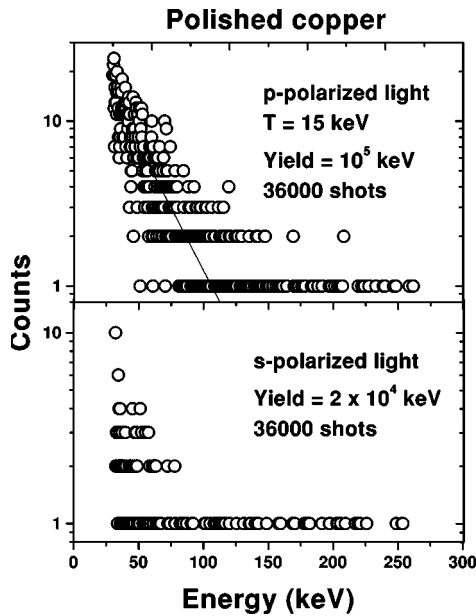 Polished copper
p-polarized light
T = 15 keV
Yield = 10⁵ keV
36000 shots
10
1
Counts
s-polarized light
Yield = 2 x 10⁴ keV
36000 shots
10
1
0 50 100 150 200 250 300
Energy (keV)